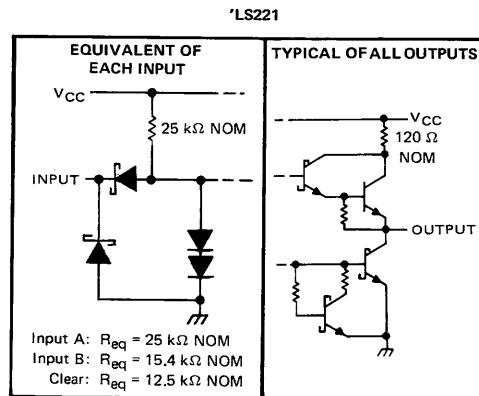 'LS221
EQUIVALENT OF
EACH INPUT
VCC
25 kΩ NOM
INPUT
Input A: Req = 25 kΩ NOM
Input B: Req = 15.4 kΩ NOM
Clear: Req = 12.5 kΩ NOM
TYPICAL OF ALL OUTPUTS
VCC
120 Ω
NOM
OUTPUT